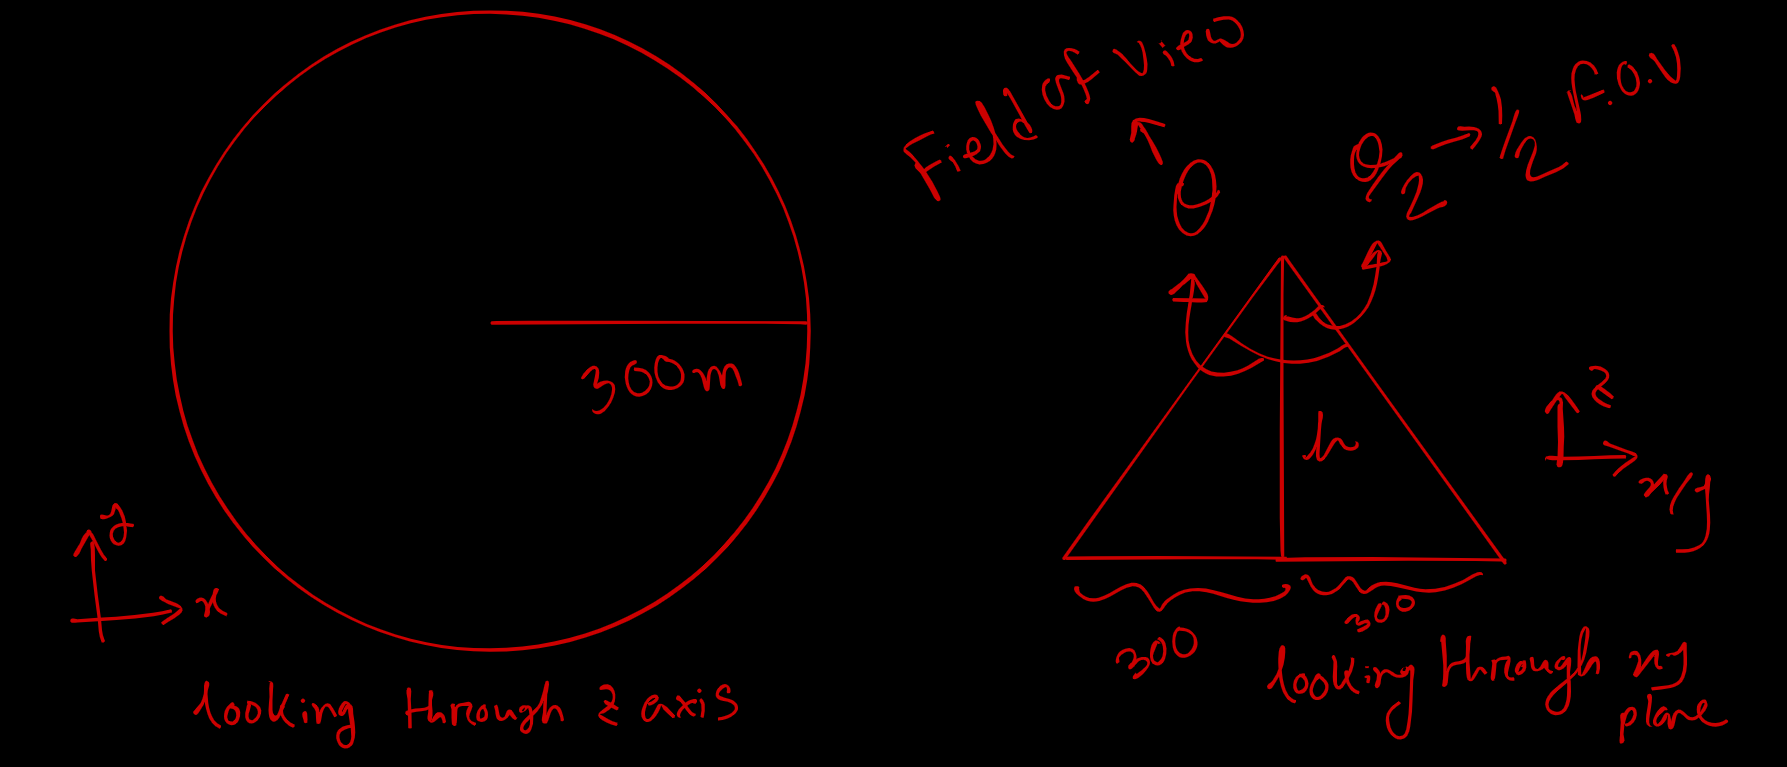 300m
y
x
looking through z axis
Field of view
θ
θ/2 → 1/2 F.O.V
h
z
x/y
300
300
looking through xy
plane